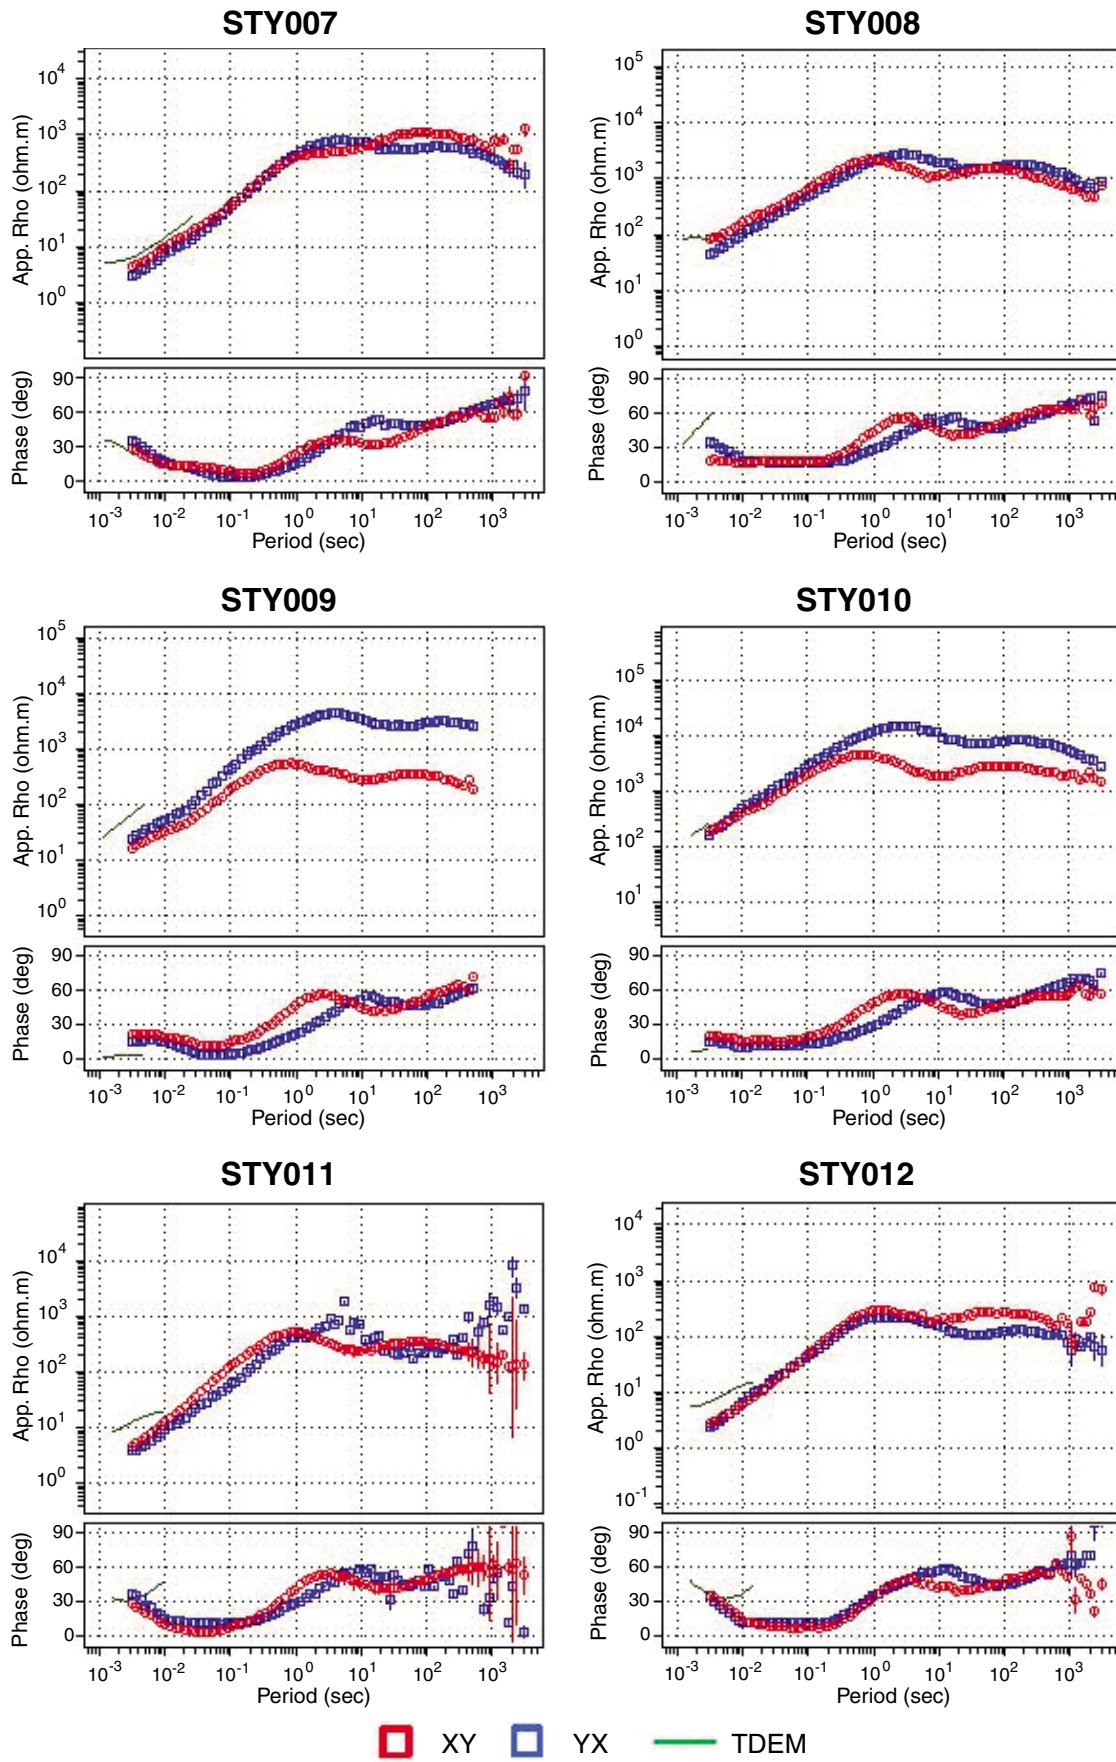 STY007
STY008
App. Rho (ohm.m)
10^4
10^3
10^2
10^1
10^0
App. Rho (ohm.m)
10^5
10^4
10^3
10^2
10^1
10^0
Phase (deg)
90
60
30
0
Phase (deg)
90
60
30
0
10^-3 10^-2 10^-1 10^0 10^1 10^2 10^3
10^-3 10^-2 10^-1 10^0 10^1 10^2 10^3
Period (sec)
Period (sec)
STY009
STY010
App. Rho (ohm.m)
10^5
10^4
10^3
10^2
10^1
10^0
App. Rho (ohm.m)
10^5
10^4
10^3
10^2
10^1
Phase (deg)
90
60
30
0
Phase (deg)
90
60
30
0
10^-3 10^-2 10^-1 10^0 10^1 10^2 10^3
10^-3 10^-2 10^-1 10^0 10^1 10^2 10^3
Period (sec)
Period (sec)
STY011
STY012
App. Rho (ohm.m)
10^4
10^3
10^2
10^1
10^0
App. Rho (ohm.m)
10^4
10^3
10^2
10^1
10^0
10^-1
Phase (deg)
90
60
30
0
Phase (deg)
90
60
30
0
10^-3 10^-2 10^-1 10^0 10^1 10^2 10^3
10^-3 10^-2 10^-1 10^0 10^1 10^2 10^3
Period (sec)
Period (sec)
XY YX TDEM